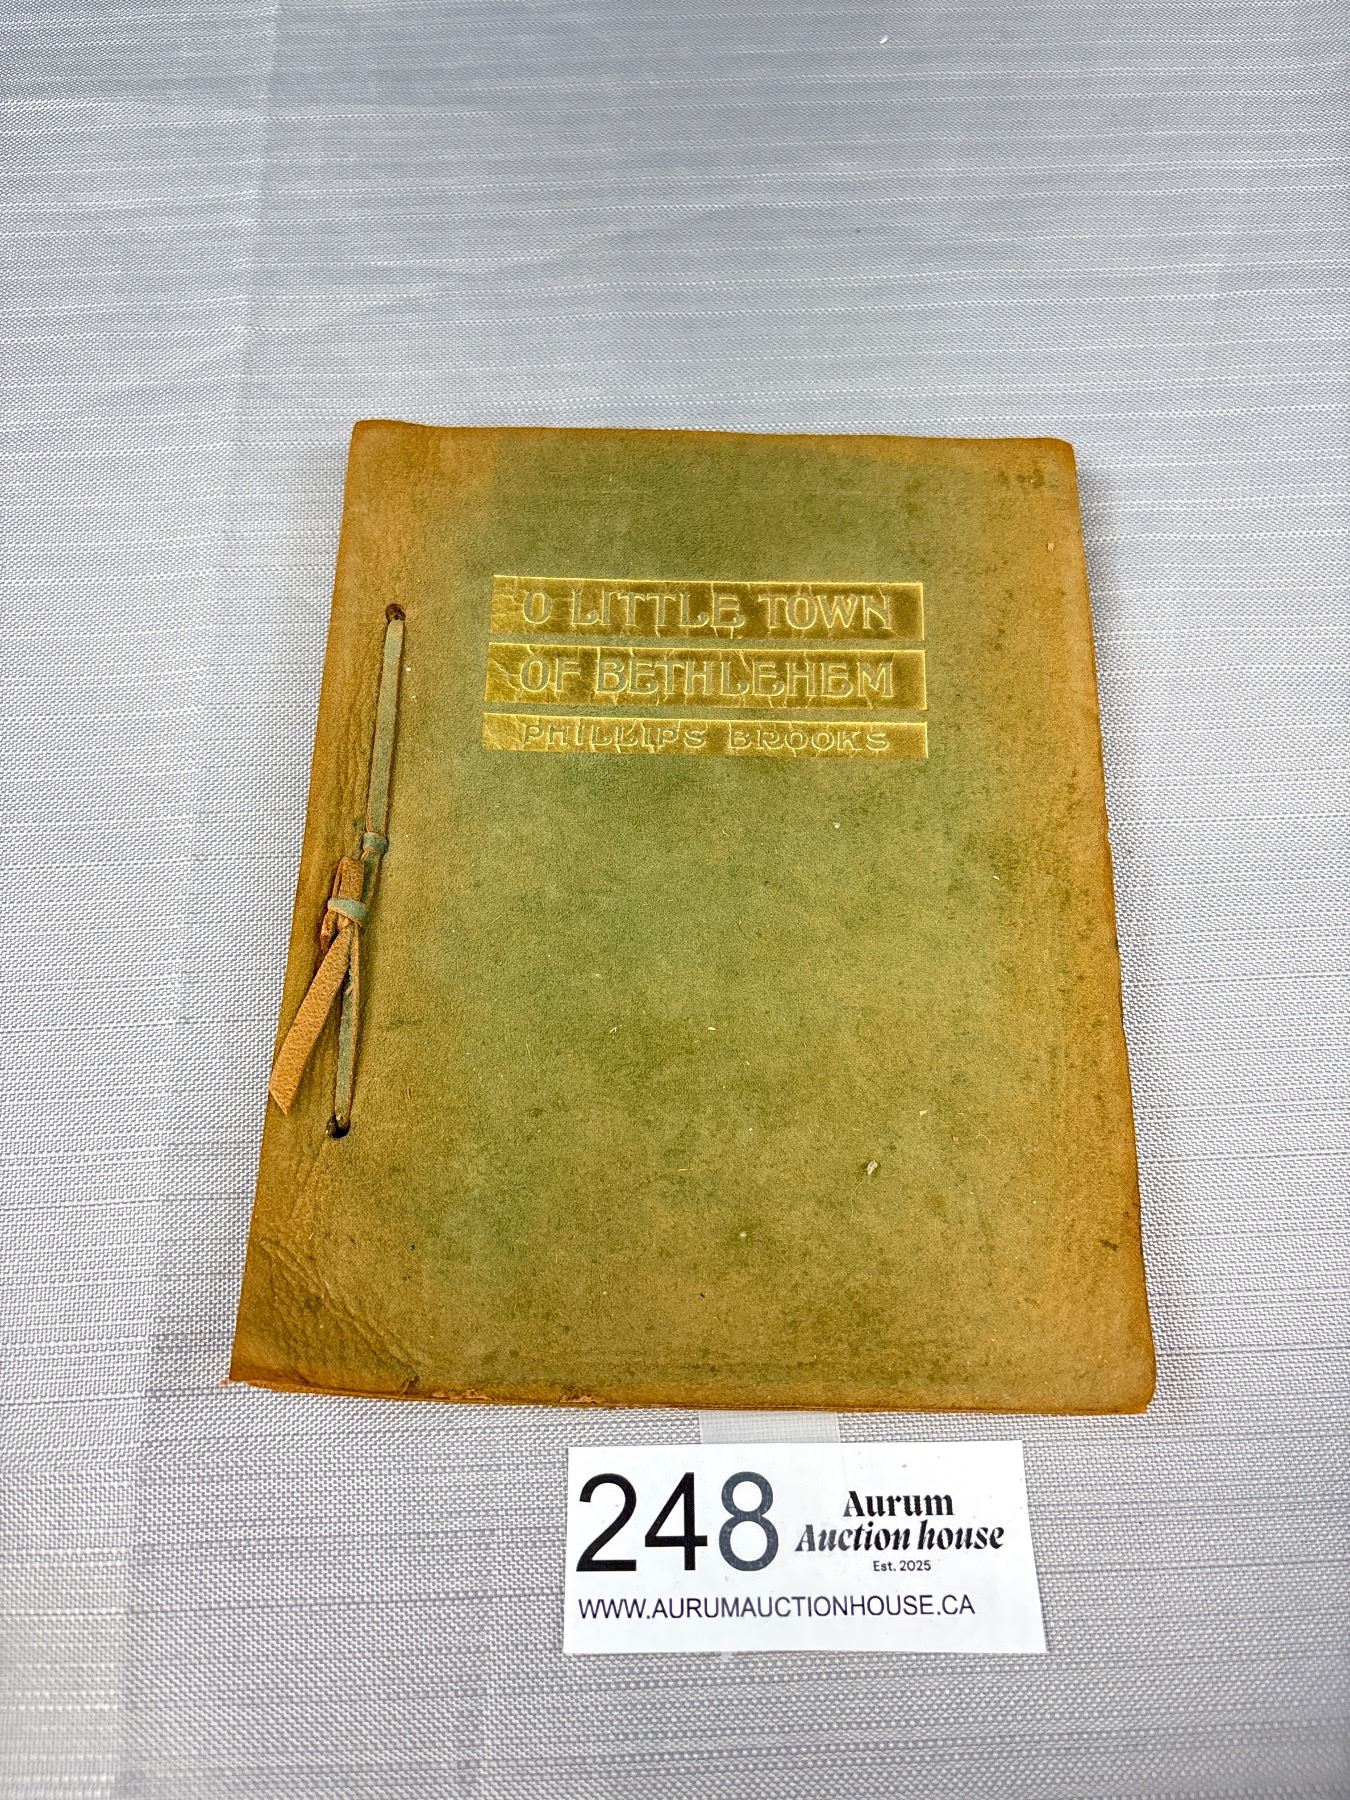 O LITTLE TOWN
OF BETHLEHEM
PHILLIPS BROOKS
248
Aurum
Auction house
Est. 2025
WWW.AURUMAUCTIONHOUSE.CA